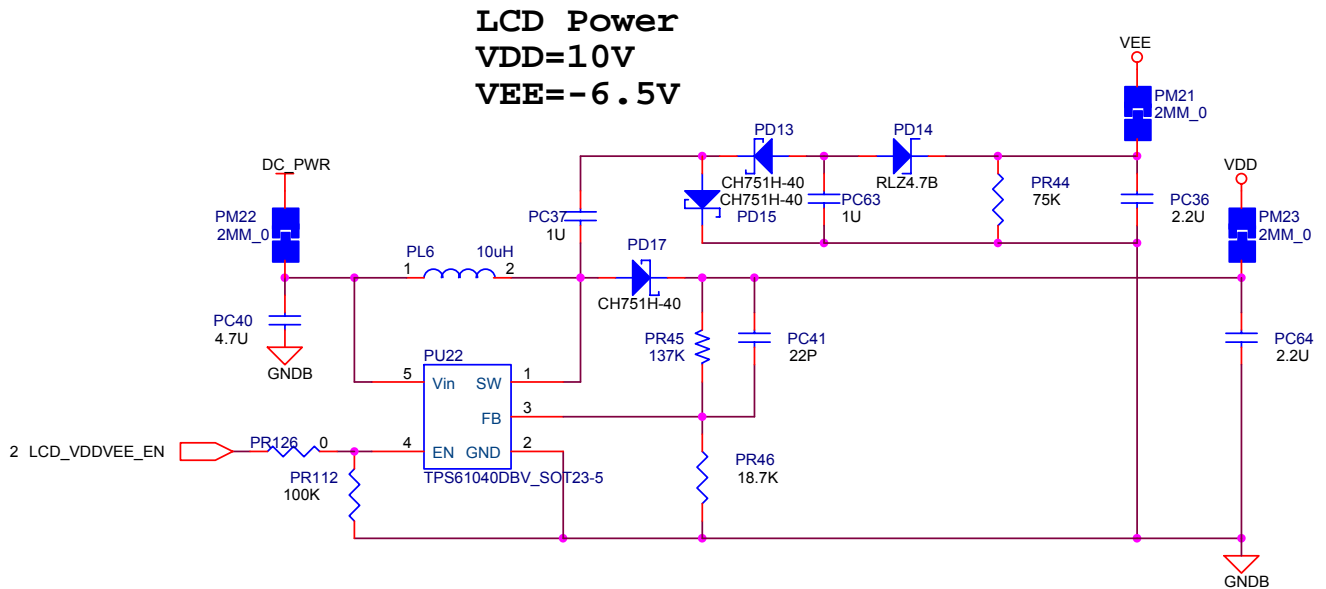 LCD Power
VDD=10V
VEE=-6.5V
VEE
PM21
2MM_0
PD13
PD14
DC_PWR
VDD
CH751H-40
RLZ4.7B
CH751H-40
PD15
PC63
1U
PR44
75K
PC36
2.2U
PM22
2MM_0
PC37
1U
PM23
2MM_0
PL6
10uH
1
2
PD17
CH751H-40
PC40
4.7U
GNDB
PR45
137K
PC41
22P
PC64
2.2U
PU22
5
Vin
SW
1
FB
3
2 LCD_VDDVEE_EN
PR126
0
4
EN
GND
2
TPS61040DBV_SOT23-5
PR112
100K
PR46
18.7K
GNDB